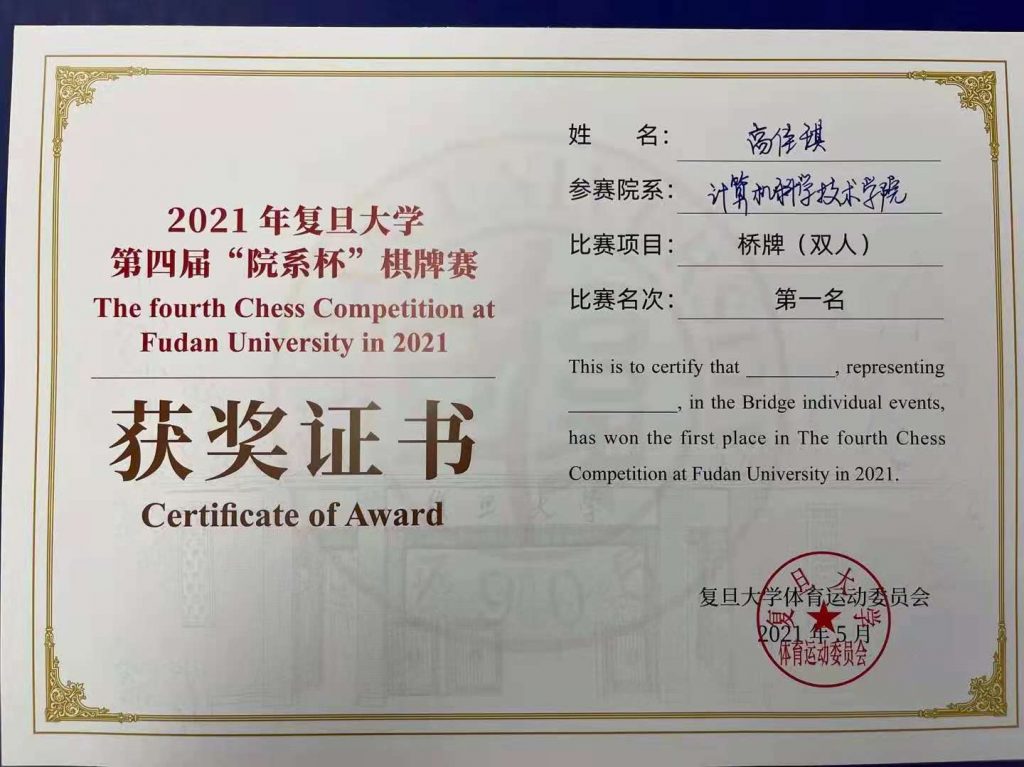 2021 年复旦大学
第四届“院系杯”棋牌赛
The fourth Chess Competition at
Fudan University in 2021
获奖证书
Certificate of Award
姓 名： 高佳琪
参赛院系： 计算机科学技术学院
比赛项目： 桥牌（双人）
比赛名次： 第一名
This is to certify that ________, representing
__________, in the Bridge individual events,
has won the first place in The fourth Chess
Competition at Fudan University in 2021.
复旦大学体育运动委员会
2021 年 5 月
复旦大学
体育运动委员会